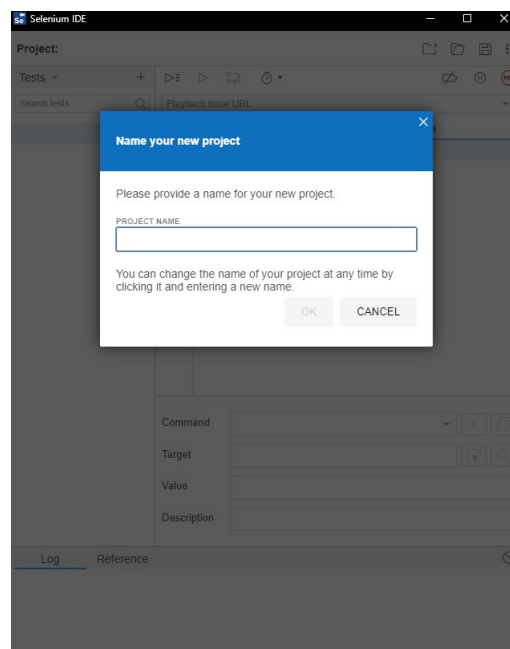 Selenium IDE
Project:
Tests
Search tests...
Playback base URL
Name your new project
Please provide a name for your new project.
PROJECT NAME
You can change the name of your project at any time by
clicking it and entering a new name.
OK
CANCEL
Command
Target
Value
Description
Log
Reference